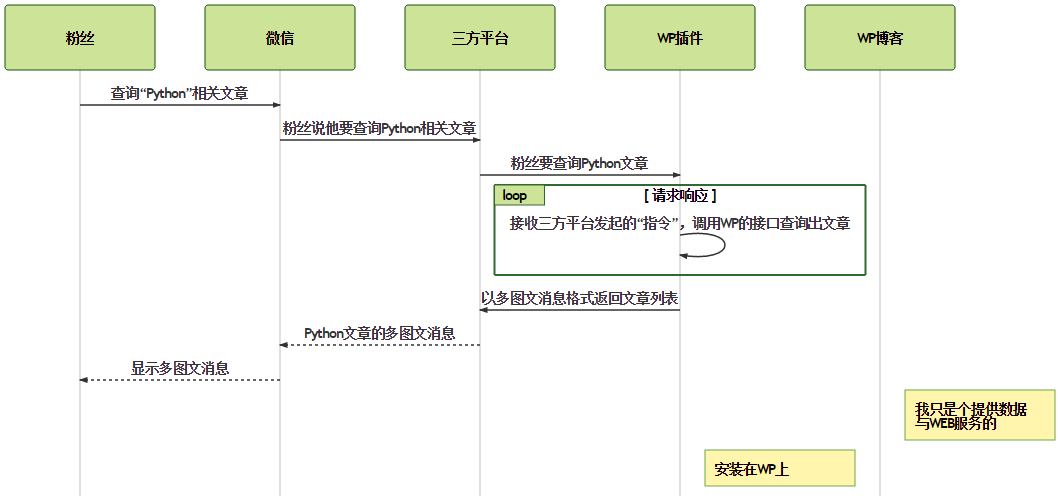 粉丝
微信
三方平台
WP插件
WP博客
查询“Python”相关文章
粉丝说他要查询Python相关文章
粉丝要查询Python文章
loop
[ 请求响应 ]
接收三方平台发起的“指令”，调用WP的接口查询出文章
以多图文消息格式返回文章列表
Python文章的多图文消息
显示多图文消息
我只是个提供数据
与WEB服务的
安装在WP上